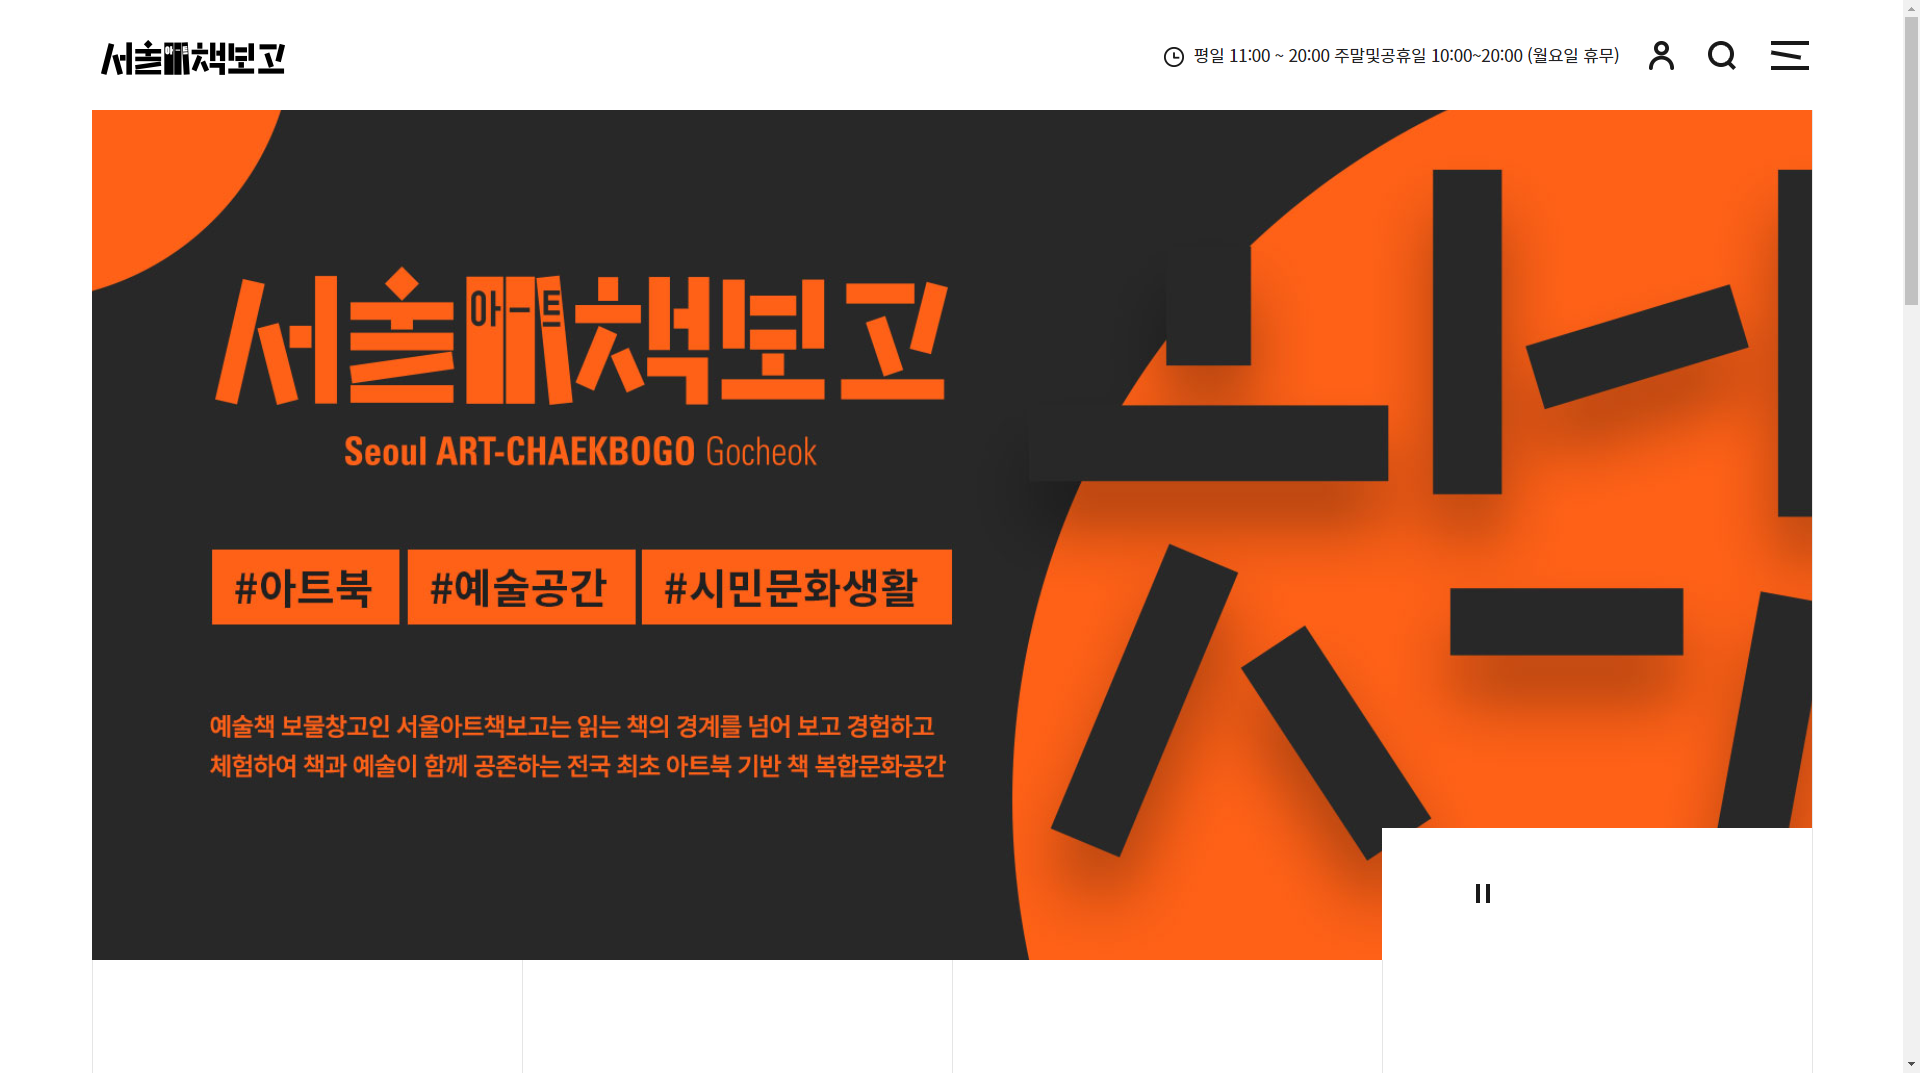 서울아트책보고
평일 11:00 ~ 20:00 주말및공휴일 10:00~20:00 (월요일 휴무)
서울아트책보고
Seoul ART-CHAEKBOGO Gocheok
#아트북 #예술공간 #시민문화생활
예술책 보물창고인 서울아트책보고는 읽는 책의 경계를 넘어 보고 경험하고
체험하여 책과 예술이 함께 공존하는 전국 최초 아트북 기반 책 복합문화공간